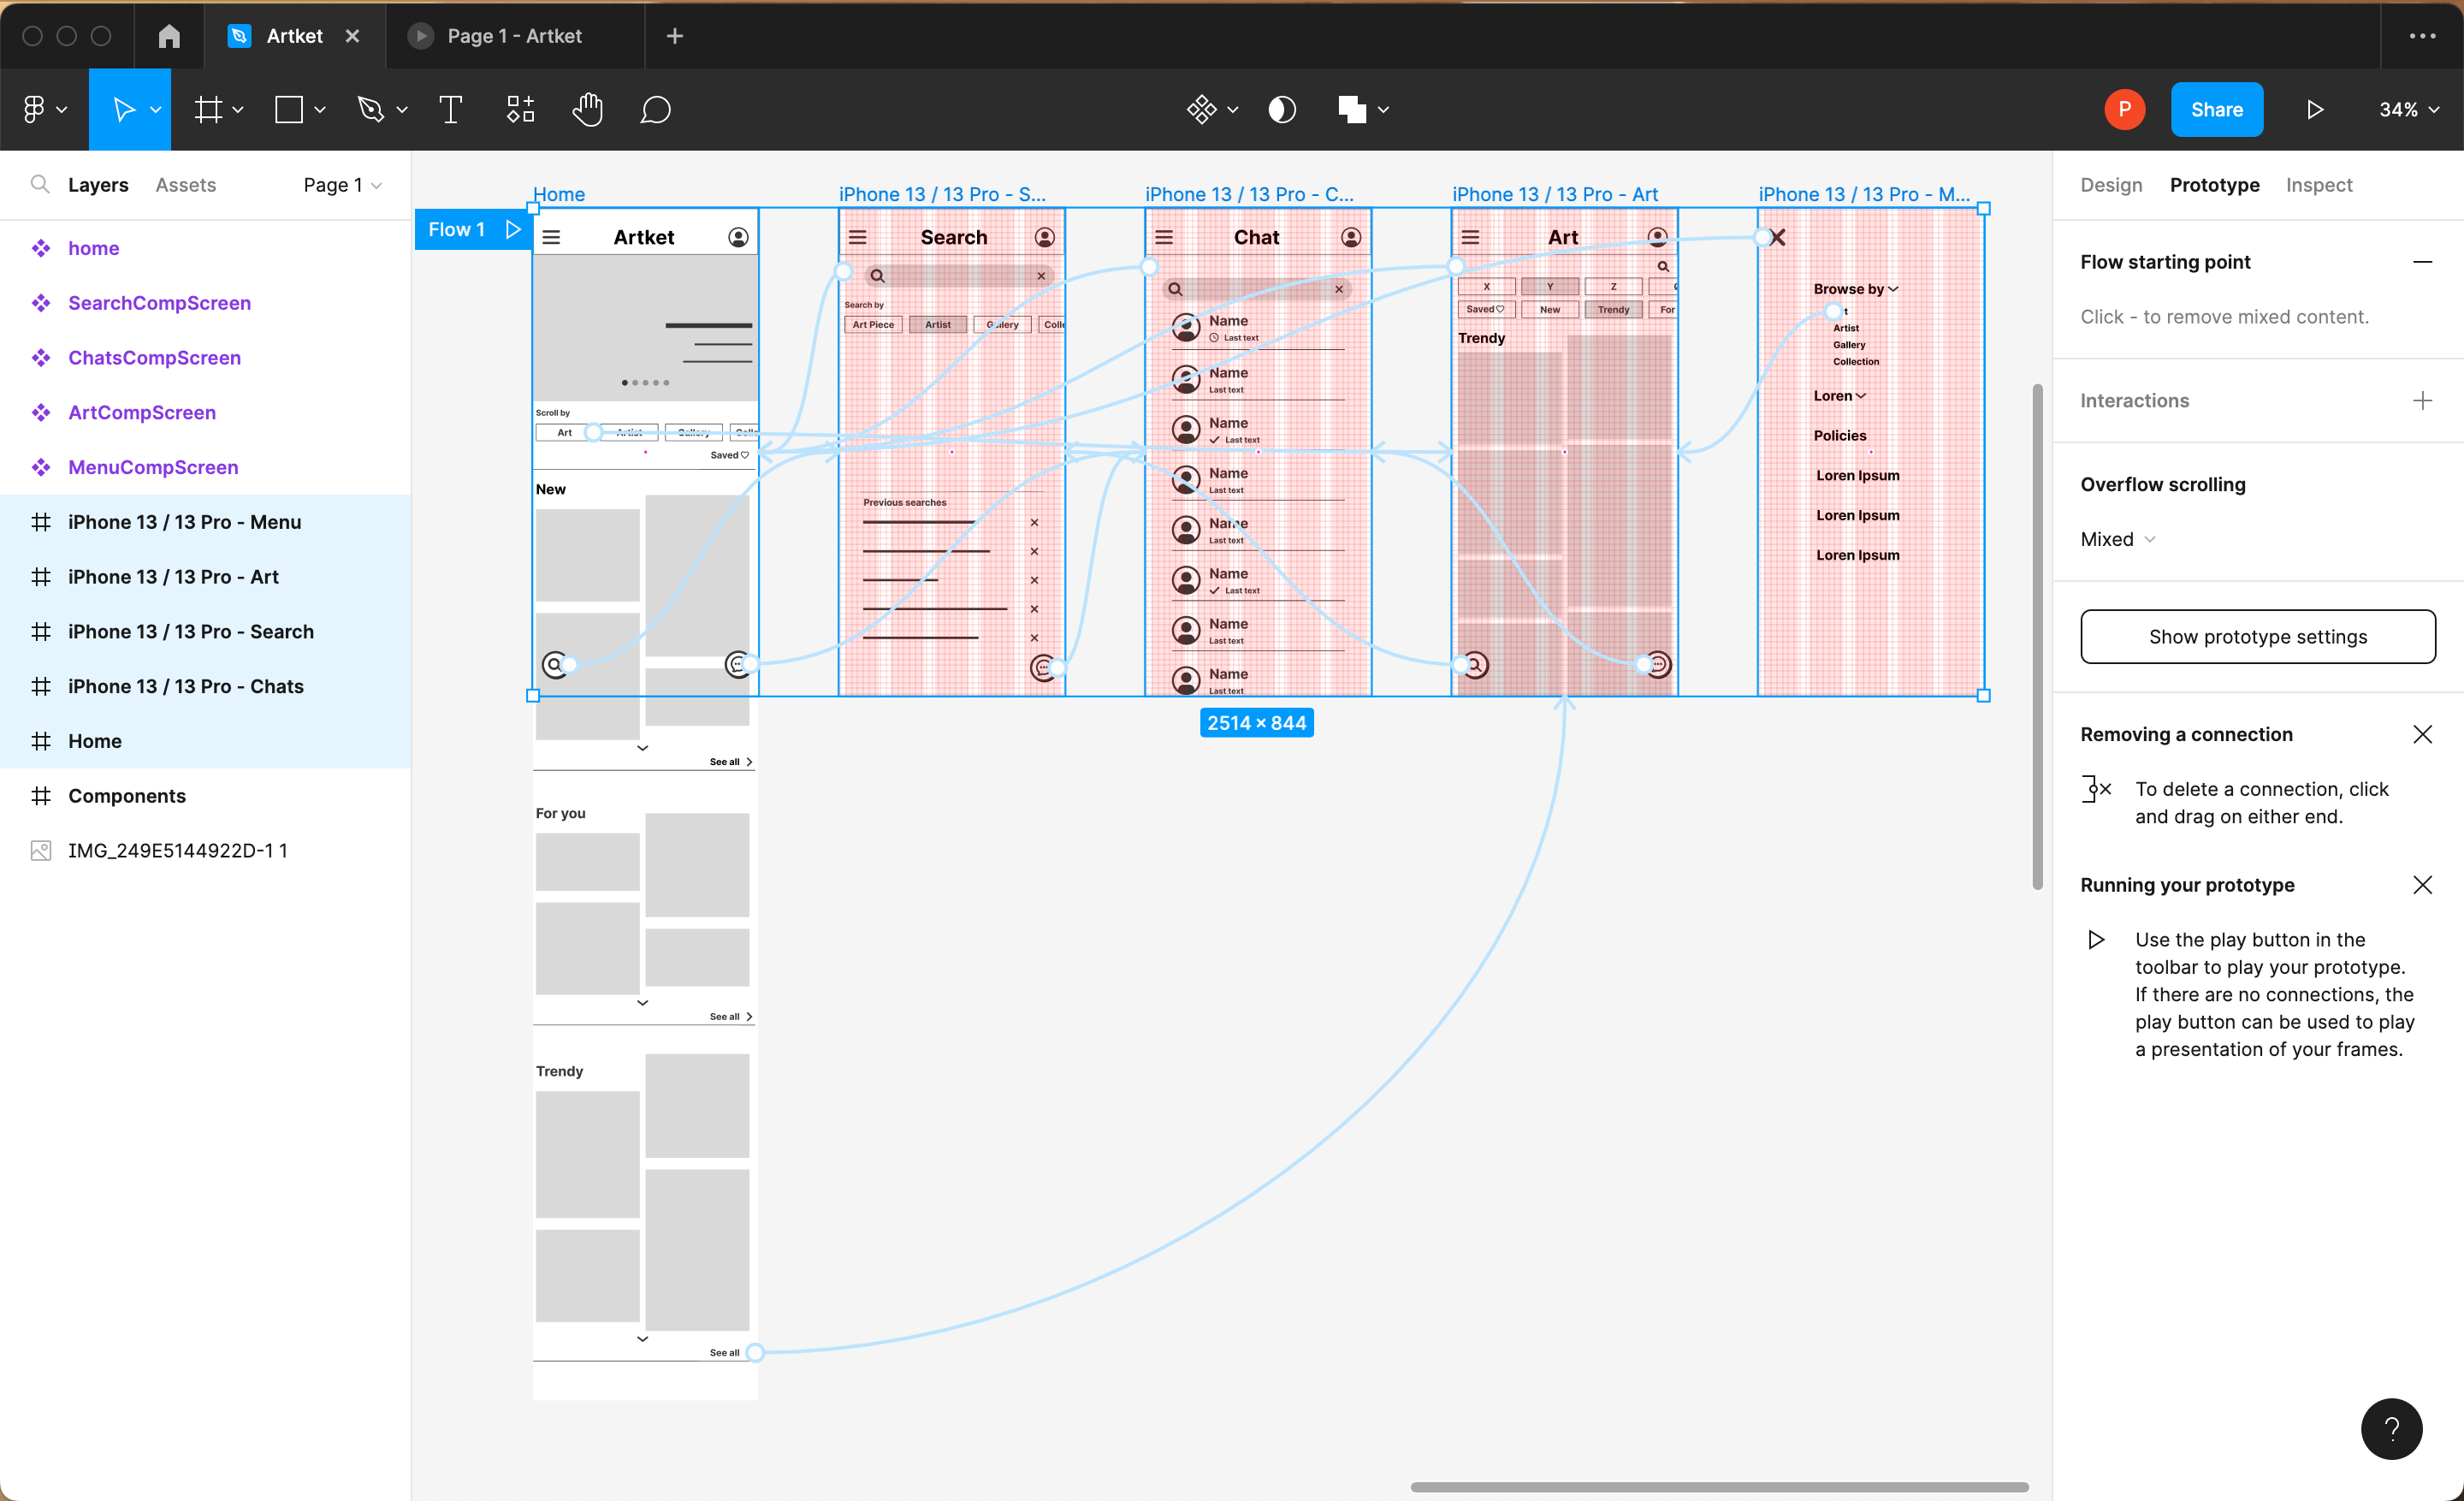 Artket
Page 1 - Artket
P
Share
34%
Layers
Assets
Page 1
home
SearchCompScreen
ChatsCompScreen
ArtCompScreen
MenuCompScreen
iPhone 13 / 13 Pro - Menu
iPhone 13 / 13 Pro - Art
iPhone 13 / 13 Pro - Search
iPhone 13 / 13 Pro - Chats
Home
Components
IMG_249E5144922D-1 1
Home
Flow 1
Artket
Scroll by
Art
Artist
Gallery
Saved
New
See all
For you
See all
Trendy
See all
iPhone 13 / 13 Pro - S...
Search
Search by
Art Piece
Artist
Gallery
Colle
Previous searches
iPhone 13 / 13 Pro - C...
Chat
Name
Last text
Name
Last text
Name
Last text
Name
Last text
Name
Last text
Name
Last text
Name
Last text
Name
Last text
2514 × 844
iPhone 13 / 13 Pro - Art
Art
X
Y
Z
Saved
New
Trendy
For
Trendy
iPhone 13 / 13 Pro - M...
Browse by
Artist
Gallery
Collection
Loren
Policies
Loren Ipsum
Loren Ipsum
Loren Ipsum
Design
Prototype
Inspect
Flow starting point
Click - to remove mixed content.
Interactions
Overflow scrolling
Mixed
Show prototype settings
Removing a connection
To delete a connection, click
and drag on either end.
Running your prototype
Use the play button in the
toolbar to play your prototype.
If there are no connections, the
play button can be used to play
a presentation of your frames.
?